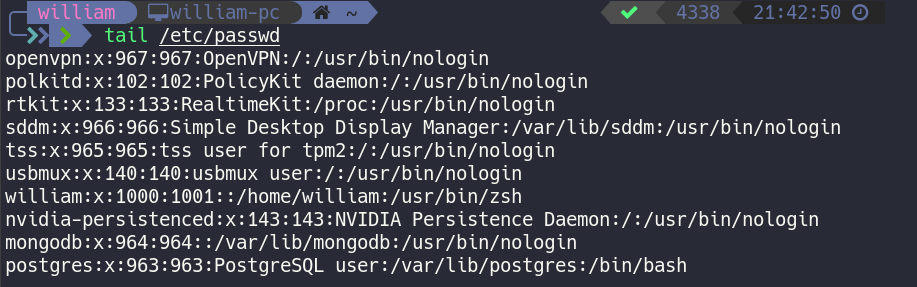 william william-pc ~ 4338 21:42:50
tail /etc/passwd
openvpn:x:967:967:OpenVPN:/:/usr/bin/nologin
polkitd:x:102:102:PolicyKit daemon:/:/usr/bin/nologin
rtkit:x:133:133:RealtimeKit:/proc:/usr/bin/nologin
sddm:x:966:966:Simple Desktop Display Manager:/var/lib/sddm:/usr/bin/nologin
tss:x:965:965:tss user for tpm2:/:/usr/bin/nologin
usbmux:x:140:140:usbmux user:/:/usr/bin/nologin
william:x:1000:1001::/home/william:/usr/bin/zsh
nvidia-persistenced:x:143:143:NVIDIA Persistence Daemon:/:/usr/bin/nologin
mongodb:x:964:964::/var/lib/mongodb:/usr/bin/nologin
postgres:x:963:963:PostgreSQL user:/var/lib/postgres:/bin/bash